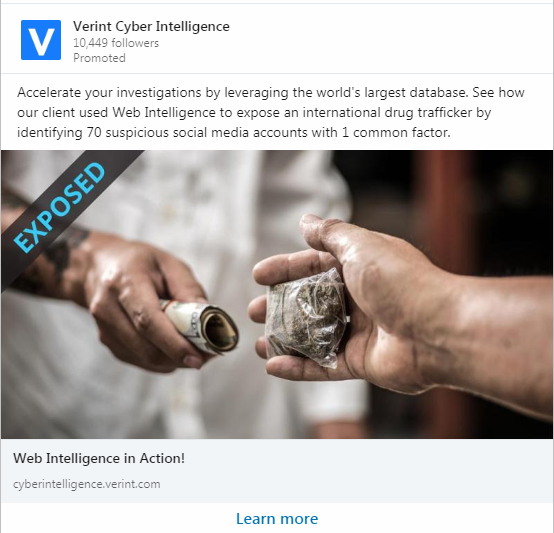 V
Verint Cyber Intelligence
10,449 followers
Promoted
Accelerate your investigations by leveraging the world's largest database. See how
our client used Web Intelligence to expose an international drug trafficker by
identifying 70 suspicious social media accounts with 1 common factor.
EXPOSED
Web Intelligence in Action!
cyberintelligence.verint.com
Learn more